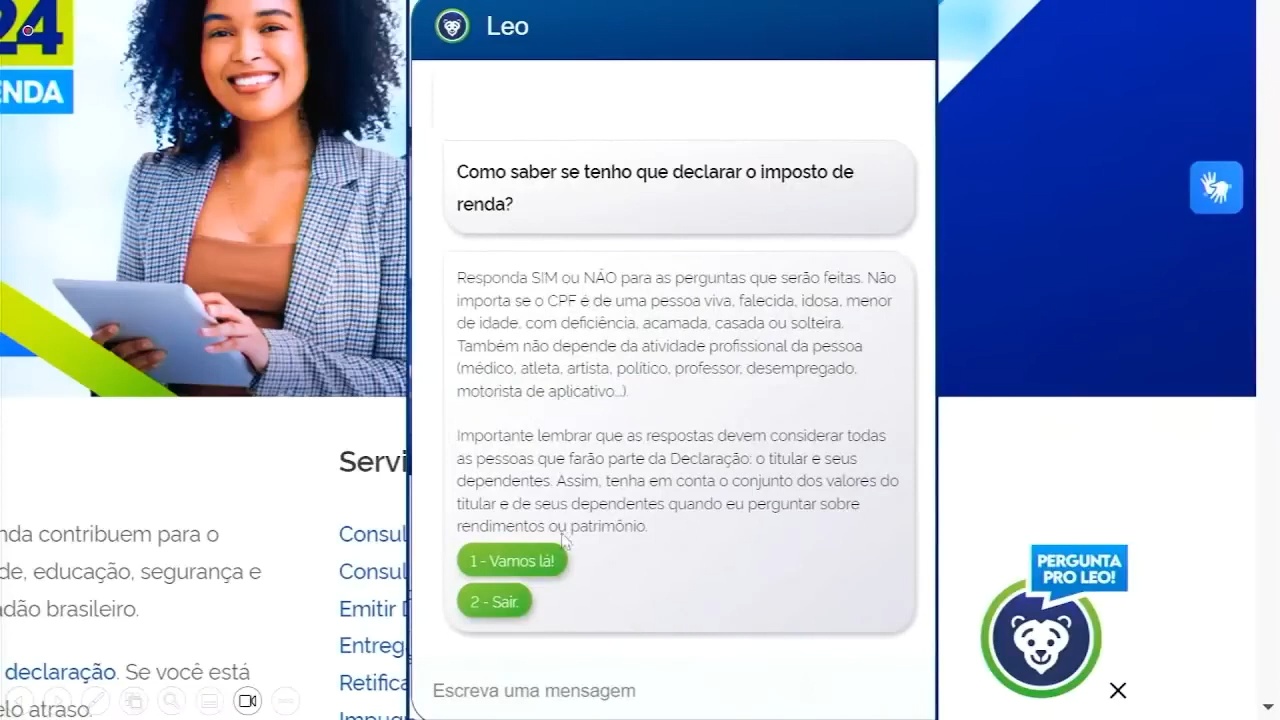 24
ENDA
Leo
Como saber se tenho que declarar o imposto de
renda?
Responda SIM ou NÃO para as perguntas que serão feitas. Não
importa se o CPF é de uma pessoa viva, falecida, idosa, menor
de idade, com deficiência, acamada, casada ou solteira.
Também não depende da atividade profissional da pessoa
(médico, atleta, artista, político, professor, desempregado,
motorista de aplicativo...).
Importante lembrar que as respostas devem considerar todas
as pessoas que farão parte da Declaração: o titular e seus
dependentes. Assim, tenha em conta o conjunto dos valores do
titular e de seus dependentes quando eu perguntar sobre
rendimentos ou patrimônio.
1 - Vamos lá!
2 - Sair.
Escreva uma mensagem
Servi
nda contribuem para o
de, educação, segurança e
adão brasileiro.
declaração. Se você está
elo atraso.
Consul
Consul
Emitir D
Entreg
Retifica
Impug
PERGUNTA
PRO LEO!